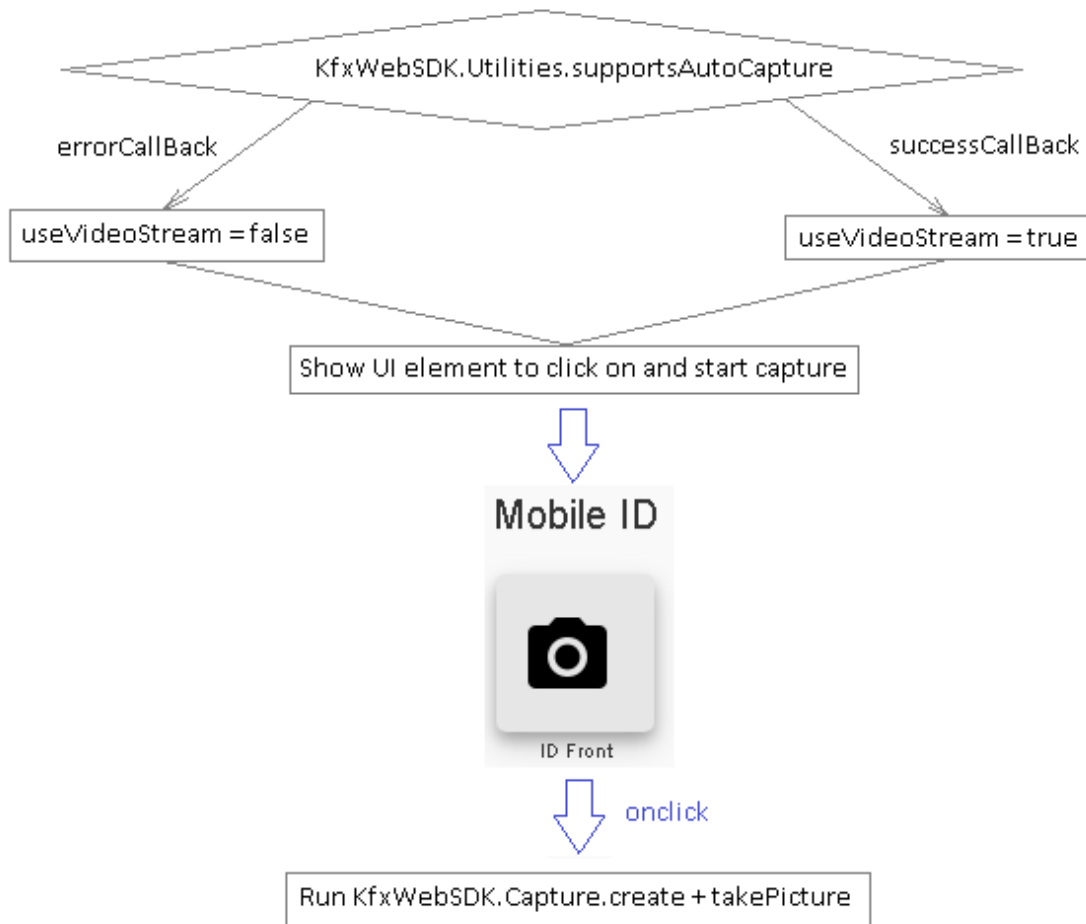 KfxWebSDK.Utilities.supportsAutoCapture
errorCallBack
successCallBack
useVideoStream = false
useVideoStream = true
Show UI element to click on and start capture
Mobile ID
ID Front
onclick
Run KfxWebSDK.Capture.create + takePicture